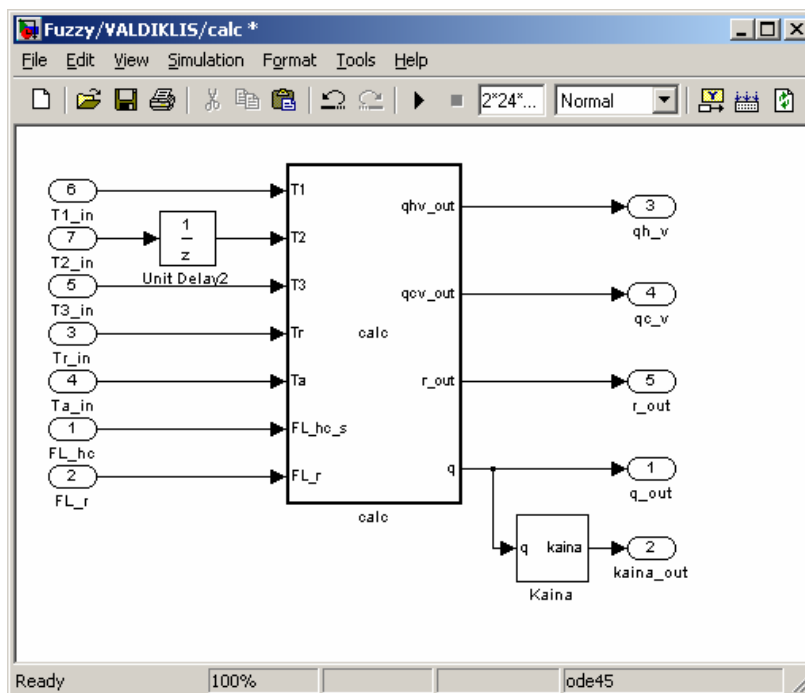 Fuzzy/VALDIKLIS/calc *
File Edit View Simulation Format Tools Help
2*24*... Normal
6
T1_in
7
T2_in
1
z
Unit Delay2
5
T3_in
3
Tr_in
4
Ta_in
1
FL_hc
2
FL_r
T1
T2
T3
Tr
Ta
FL_hc_s
FL_r
calc
qhv_out
qcv_out
r_out
q
calc
3
qh_v
4
qc_v
5
r_out
1
q_out
q kaina
Kaina
2
kaina_out
Ready 100% ode45